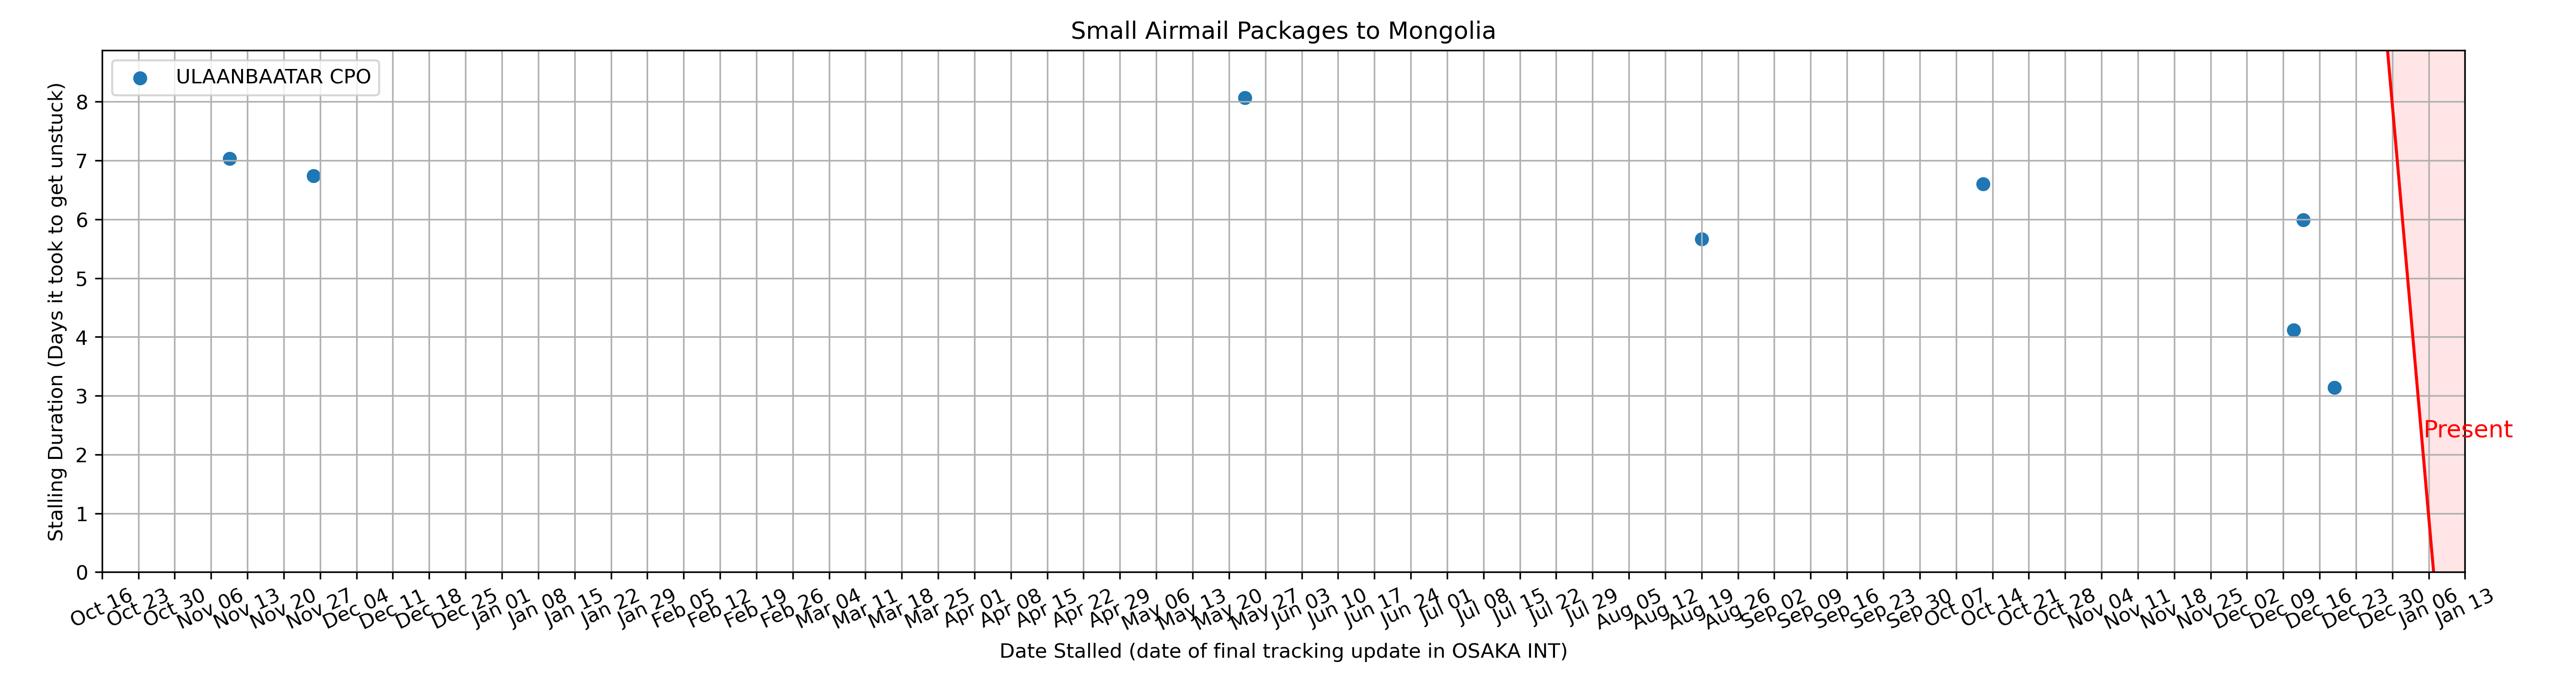 Small Airmail Packages to Mongolia
ULAANBAATAR CPO
Stalling Duration (Days it took to get unstuck)
8
7
6
5
4
3
2
1
0
Present
Oct 16
Oct 23
Oct 30
Nov 06
Nov 13
Nov 20
Nov 27
Dec 04
Dec 11
Dec 18
Dec 25
Jan 01
Jan 08
Jan 15
Jan 22
Jan 29
Feb 05
Feb 12
Feb 19
Feb 26
Mar 04
Mar 11
Mar 18
Mar 25
Apr 01
Apr 08
Apr 15
Apr 22
Apr 29
May 06
May 13
May 20
May 27
Jun 03
Jun 10
Jun 17
Jun 24
Jul 01
Jul 08
Jul 15
Jul 22
Jul 29
Aug 05
Aug 12
Aug 19
Aug 26
Sep 02
Sep 09
Sep 16
Sep 23
Sep 30
Oct 07
Oct 14
Oct 21
Oct 28
Nov 04
Nov 11
Nov 18
Nov 25
Dec 02
Dec 09
Dec 16
Dec 23
Dec 30
Jan 06
Jan 13
Date Stalled (date of final tracking update in OSAKA INT)